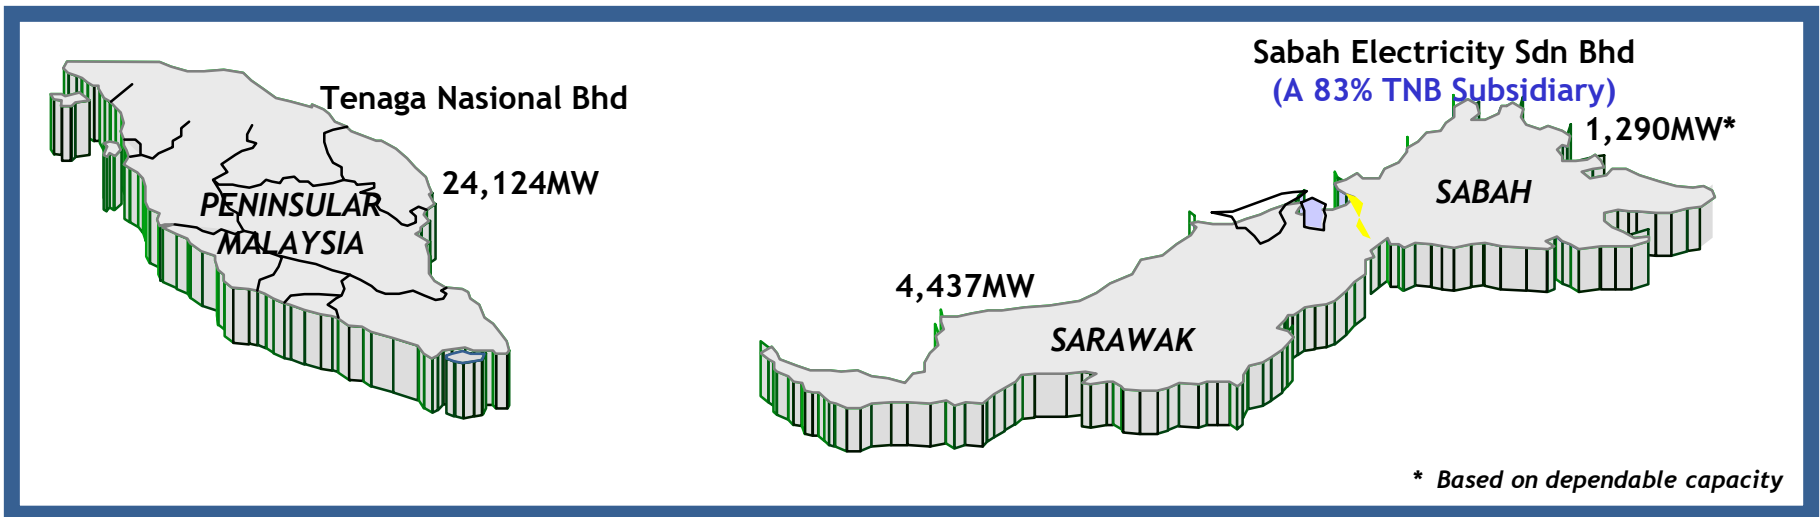 Tenaga Nasional Bhd
24,124MW
PENINSULAR
MALAYSIA
Sabah Electricity Sdn Bhd
(A 83% TNB Subsidiary)
1,290MW*
SABAH
4,437MW
SARAWAK
* Based on dependable capacity